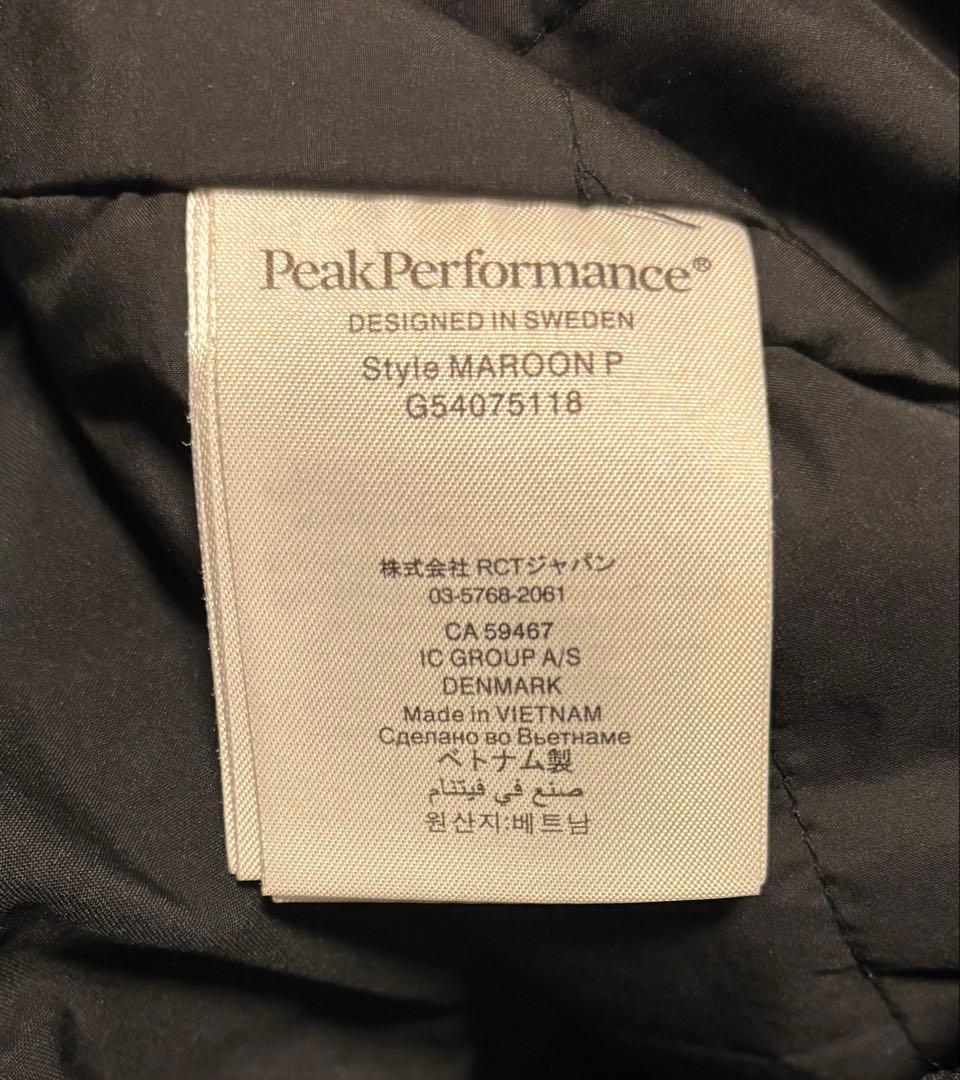 PeakPerformance®
DESIGNED IN SWEDEN
Style MAROON P
G54075118
株式会社 RCTジャパン
03-5768-2061
CA 59467
IC GROUP A/S
DENMARK
Made in VIETNAM
Сделано во Вьетнаме
ベトナム製
صنع في فيتنام
원산지:베트남